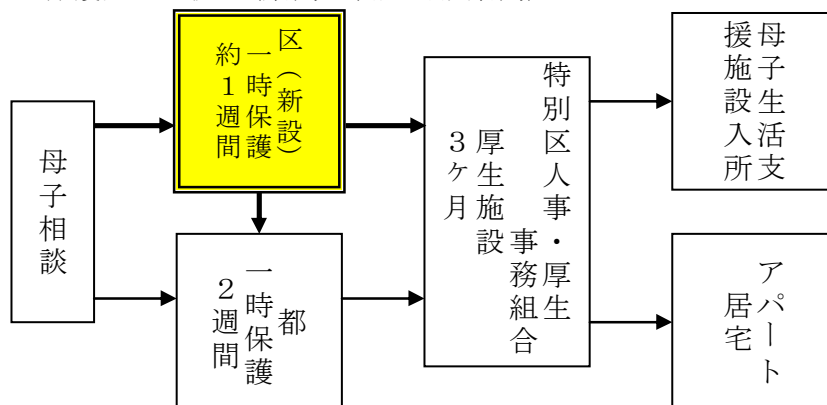 母子相談
区（新設）
一時保護
約１週間
都
一時保護
２週間
特別区人事・厚生
事務組合
厚生施設
３ケ月
母子生活支
援施設入所
アパート
居宅